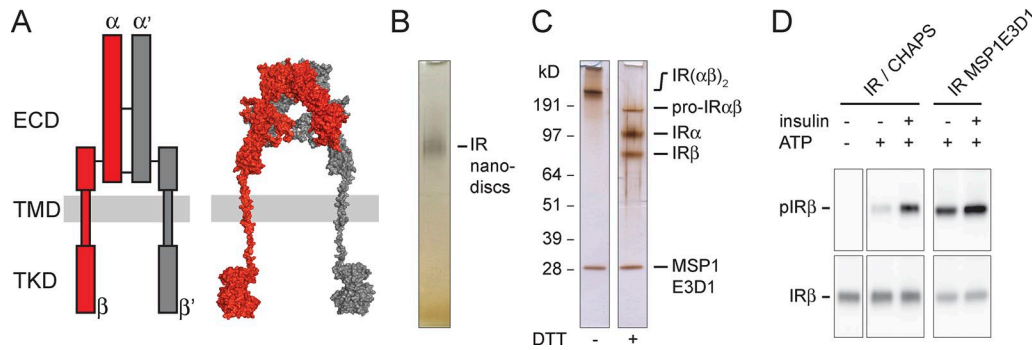 A
α α’
ECD
TMD
TKD
β β’
B
IR
nano-
discs
C
kD
191
97
64
51
39
28
IR(αβ)₂
pro-IRαβ
IRα
IRβ
MSP1
E3D1
DTT - +
D
IR / CHAPS
IR MSP1E3D1
insulin - + - +
ATP - + + + +
pIRβ
IRβ